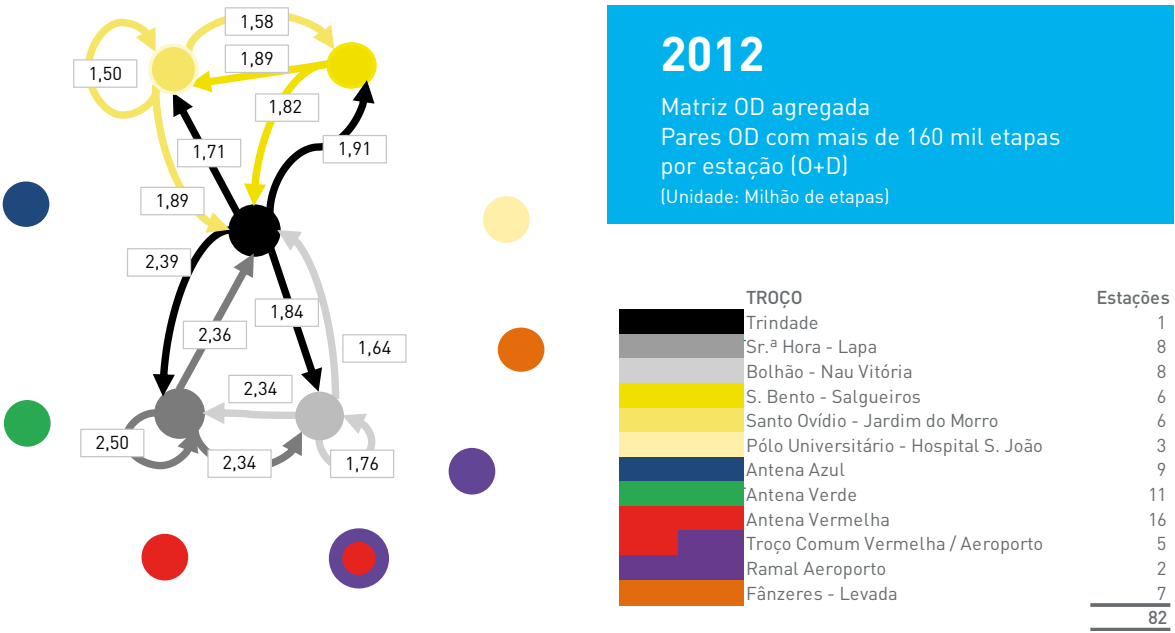 1,58
1,89
1,50
1,82
1,71
1,91
1,89
2,39
1,84
2,36
1,64
2,34
2,50
2,34
1,76
2012
Matriz OD agregada
Pares OD com mais de 160 mil etapas
por estação (O+D)
(Unidade: Milhão de etapas)
TROÇO Estações
Trindade 1
Sr.ª Hora - Lapa 8
Bolhão - Nau Vitória 8
S. Bento - Salgueiros 6
Santo Ovídio - Jardim do Morro 6
Pólo Universitário - Hospital S. João 3
Antena Azul 9
Antena Verde 11
Antena Vermelha 16
Troço Comum Vermelha / Aeroporto 5
Ramal Aeroporto 2
Fânzeres - Levada 7
82